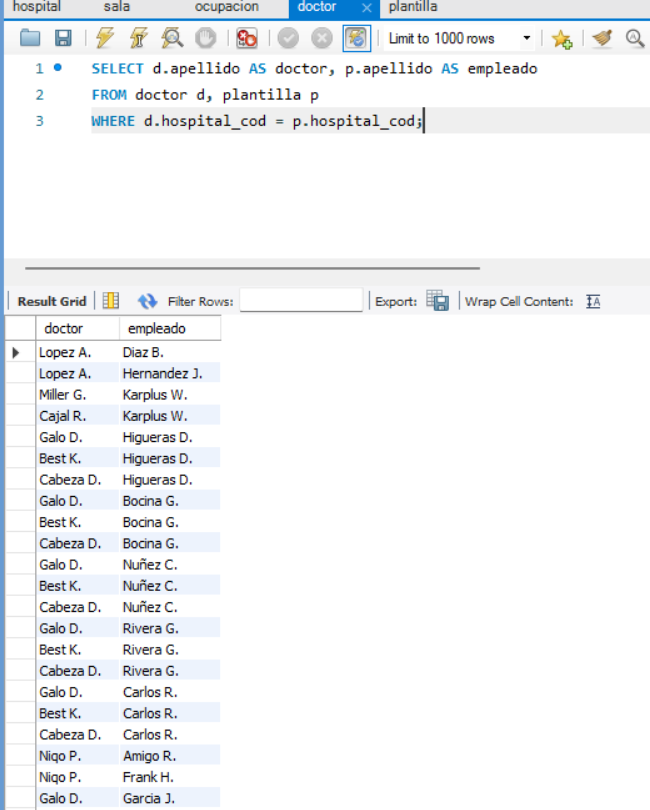 hospital sala ocupacion doctor plantilla
Limit to 1000 rows
1 SELECT d.apellido AS doctor, p.apellido AS empleado
2 FROM doctor d, plantilla p
3 WHERE d.hospital_cod = p.hospital_cod;
Result Grid Filter Rows: Export: Wrap Cell Content: IA
doctor empleado
Lopez A. Diaz B.
Lopez A. Hernandez J.
Miller G. Karplus W.
Cajal R. Karplus W.
Galo D. Higueras D.
Best K. Higueras D.
Cabeza D. Higueras D.
Galo D. Bocina G.
Best K. Bocina G.
Cabeza D. Bocina G.
Galo D. Nuñez C.
Best K. Nuñez C.
Cabeza D. Nuñez C.
Galo D. Rivera G.
Best K. Rivera G.
Cabeza D. Rivera G.
Galo D. Carlos R.
Best K. Carlos R.
Cabeza D. Carlos R.
Niqo P. Amigo R.
Niqo P. Frank H.
Galo D. Garcia J.